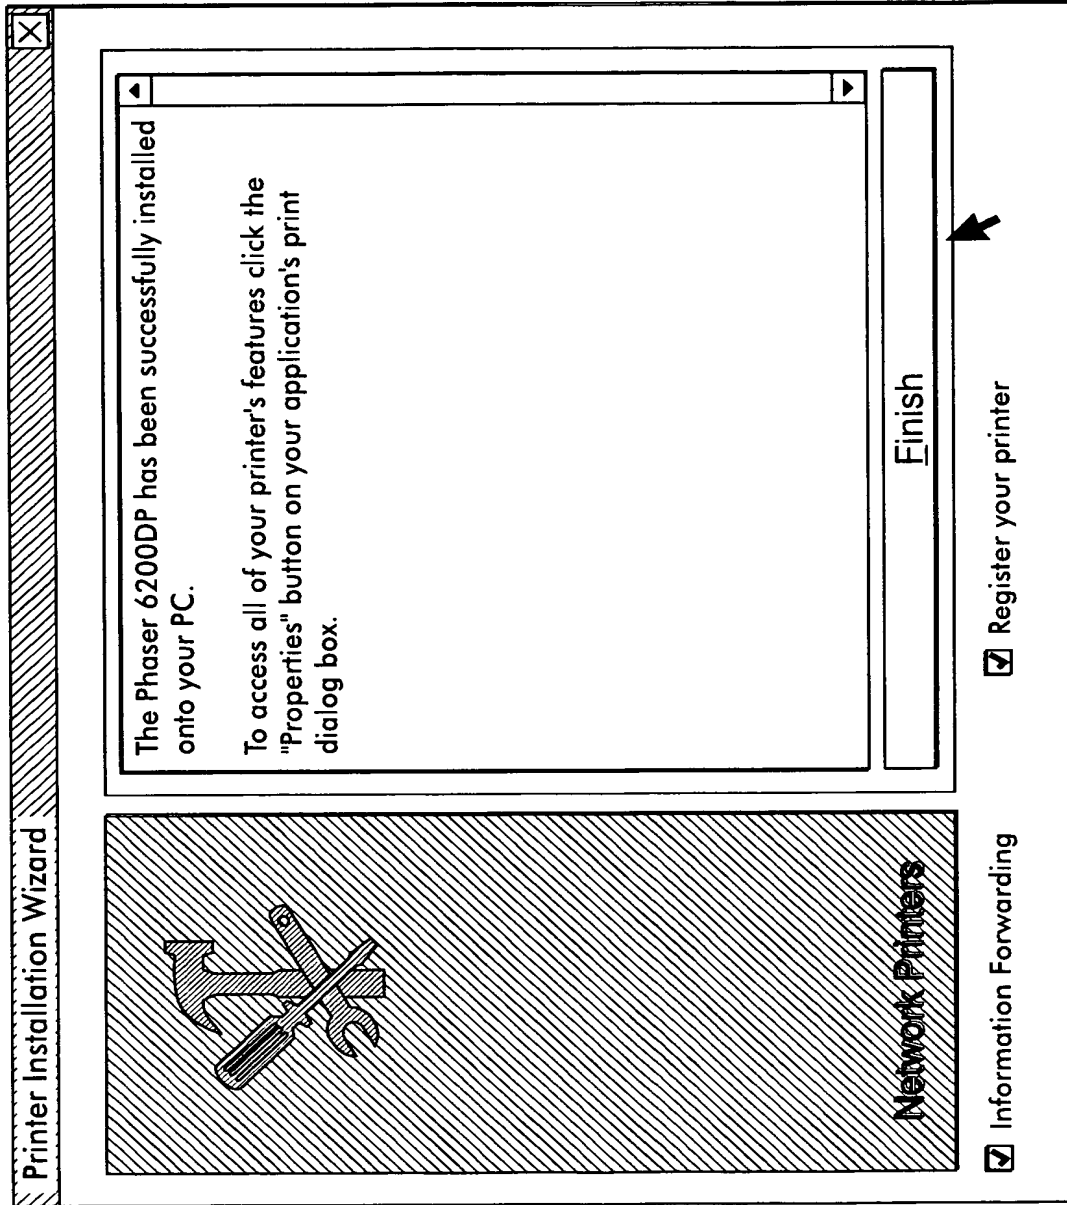 Printer Installation Wizard
The Phaser 6200DP has been successfully installed
onto your PC.
To access all of your printer's features click the
"Properties" button on your application's print
dialog box.
Network Printers
Finish
Information Forwarding
Register your printer